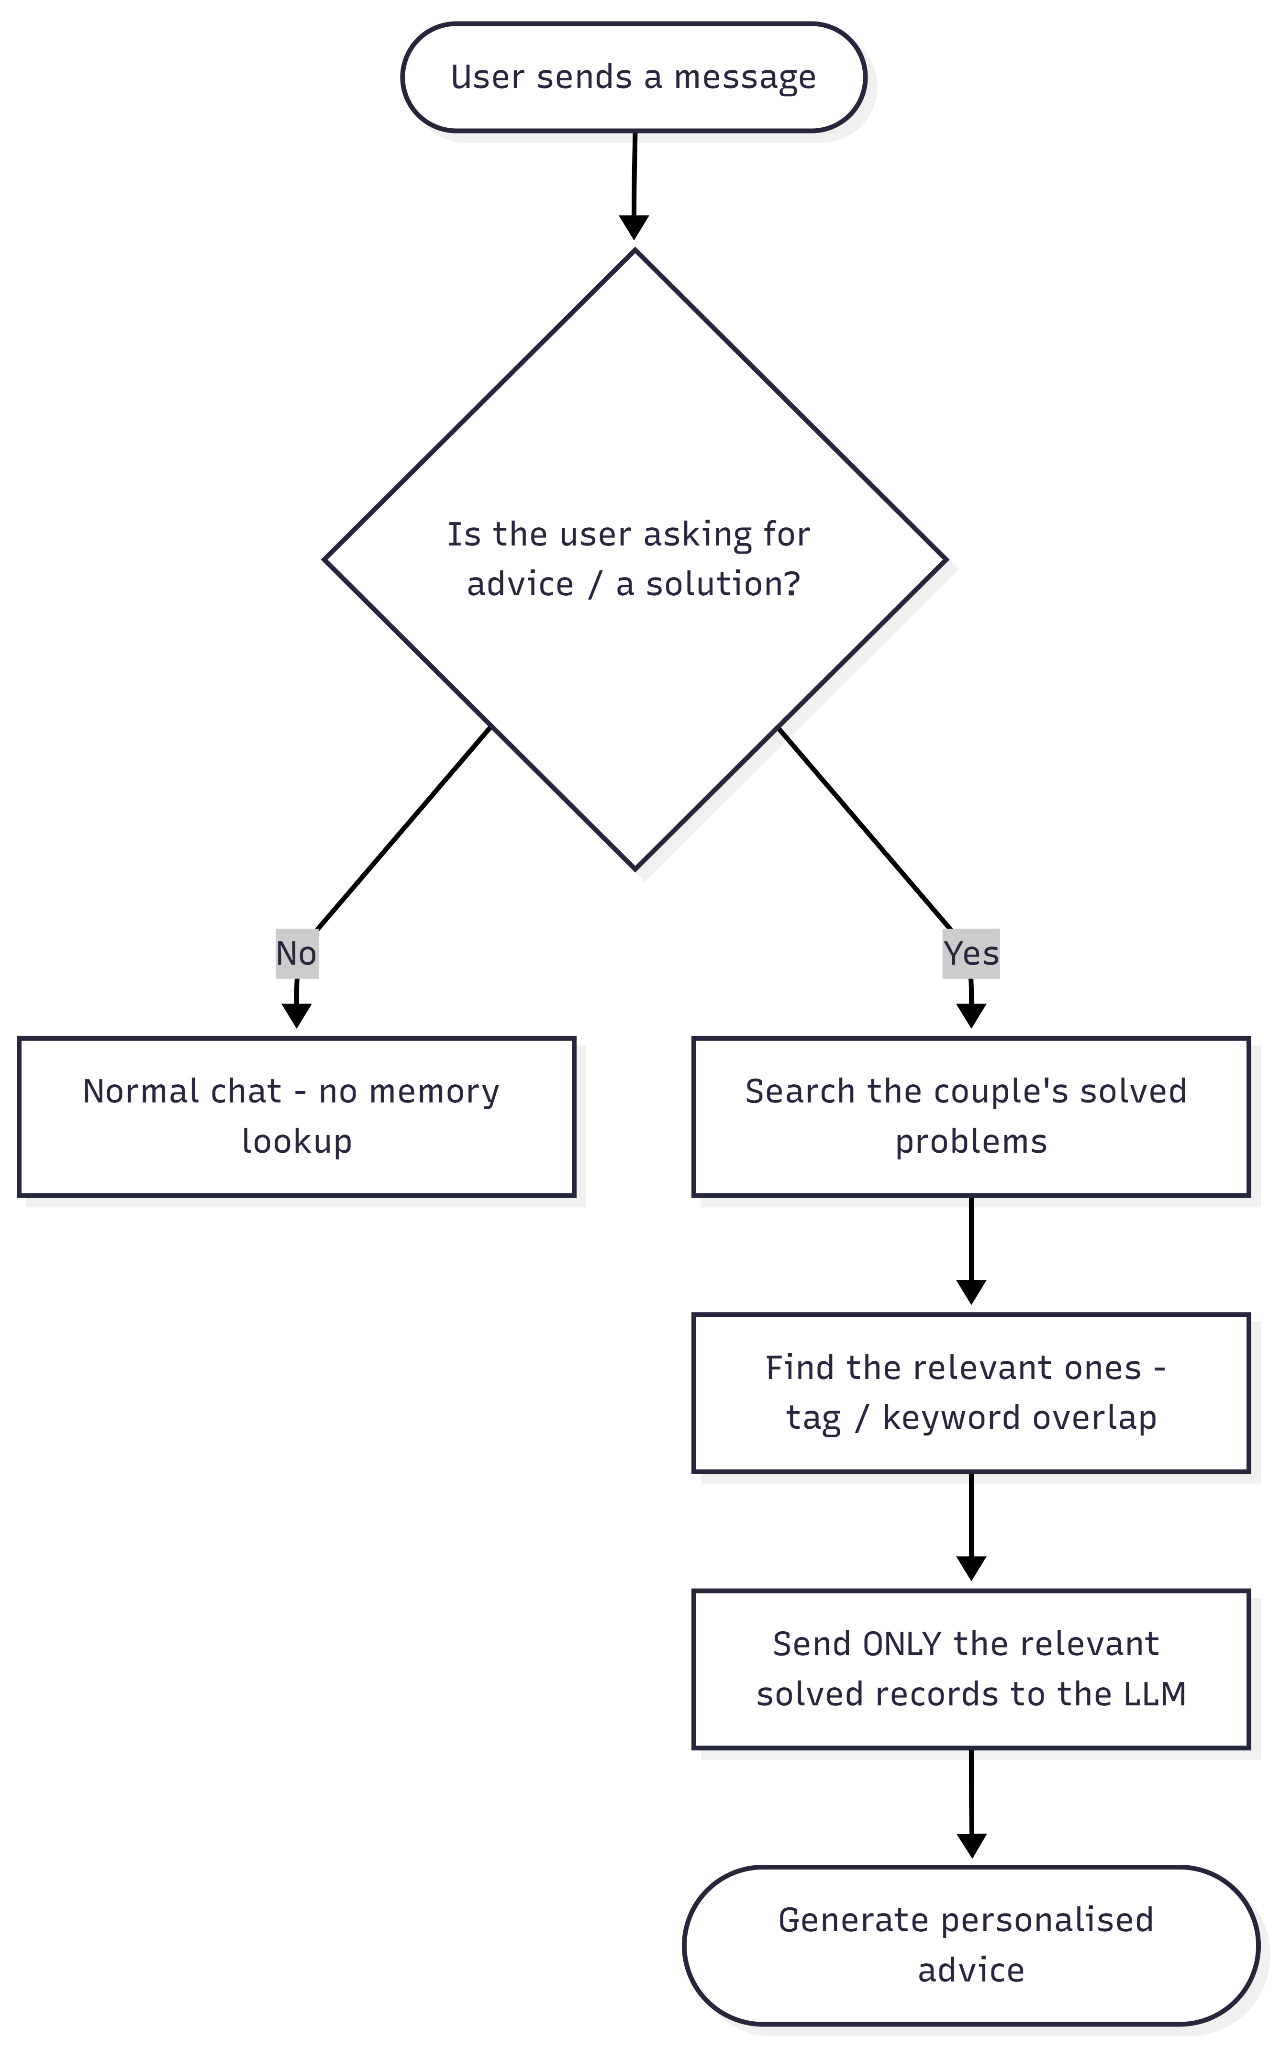 User sends a message
Is the user asking for
advice / a solution?
No
Yes
Normal chat - no memory
lookup
Search the couple's solved
problems
Find the relevant ones -
tag / keyword overlap
Send ONLY the relevant
solved records to the LLM
Generate personalised
advice